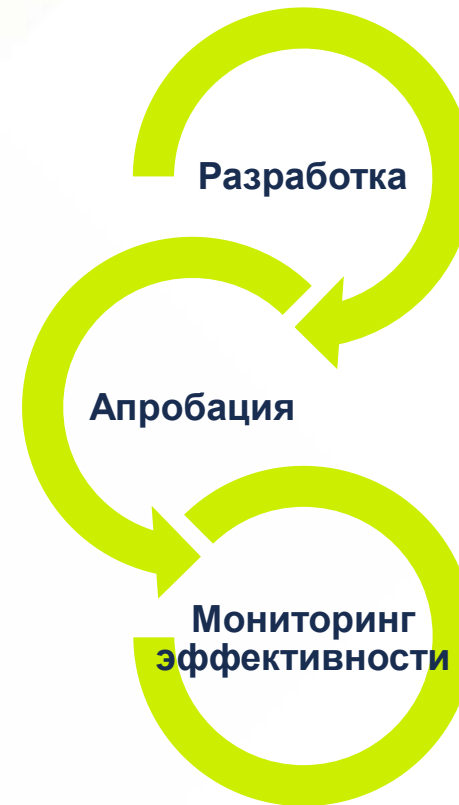 Разработка
Апробация
Мониторинг
эффективности